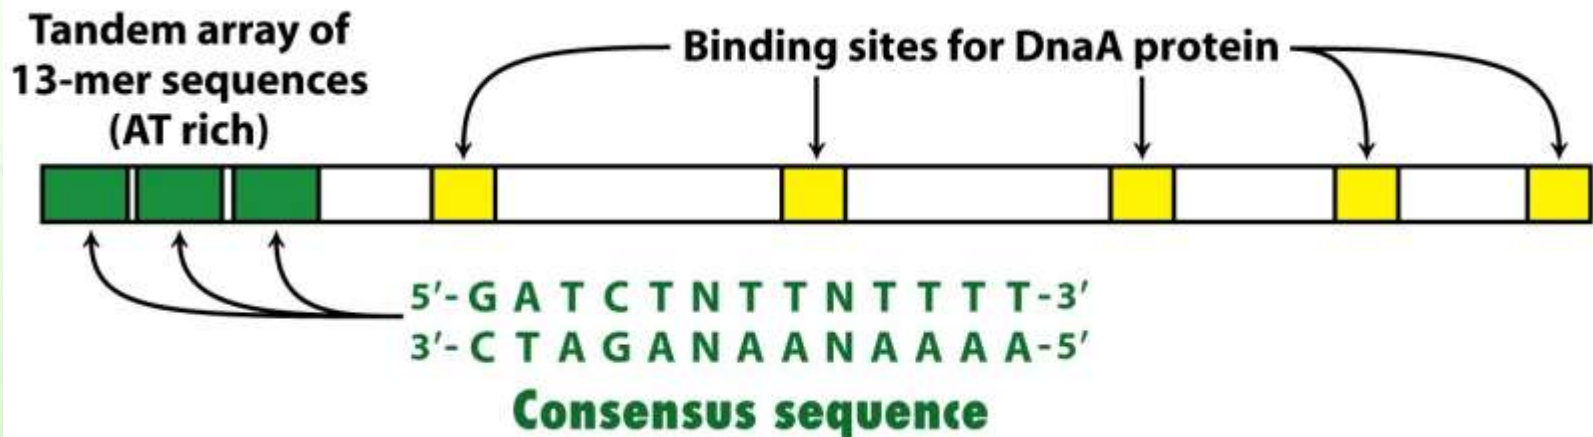 Tandem array of
13-mer sequences
(AT rich)
Binding sites for DnaA protein
5′-G A T C T N T T N T T T T-3′
3′-C T A G A N A A N A A A A-5′
Consensus sequence